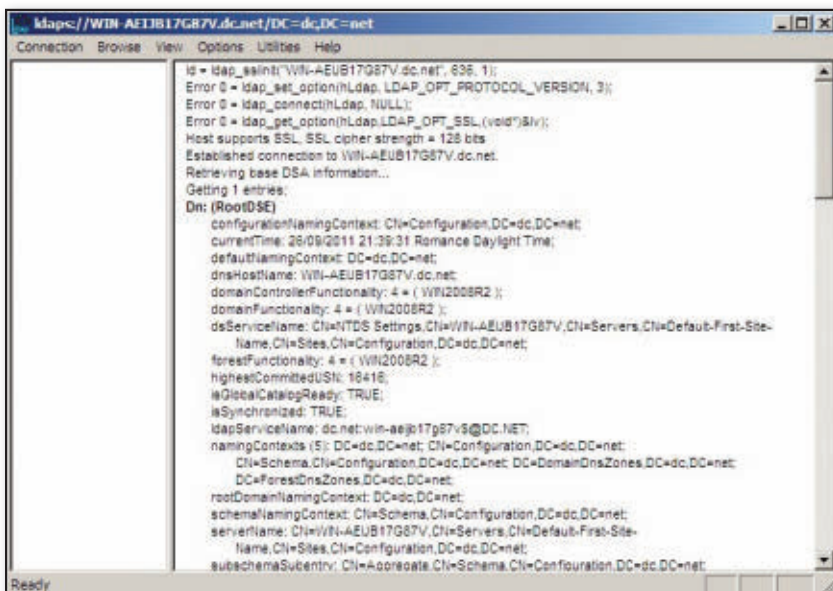 ldaps://WIN-AEIJB17G87V.dc.net/DC=dc,DC=net
Connection Browse View Options Utilities Help
ld = ldap_sslinit("WIN-AEIJB17G87V.dc.net", 636, 1);
Error 0 = ldap_set_option(hLdap, LDAP_OPT_PROTOCOL_VERSION, 3);
Error 0 = ldap_connect(hLdap, NULL);
Error 0 = ldap_get_option(hLdap,LDAP_OPT_SSL,(void*)&lv);
Host supports SSL, SSL cipher strength = 128 bits
Established connection to WIN-AEIJB17G87V.dc.net.
Retrieving base DSA information...
Getting 1 entries:
Dn: (RootDSE)
configurationNamingContext: CN=Configuration,DC=dc,DC=net;
currentTime: 26/09/2011 21:39:31 Romance Daylight Time;
defaultNamingContext: DC=dc,DC=net;
dnsHostName: WIN-AEIJB17G87V.dc.net;
domainControllerFunctionality: 4 = ( WIN2008R2 );
domainFunctionality: 4 = ( WIN2008R2 );
dsServiceName: CN=NTDS Settings,CN=WIN-AEIJB17G87V,CN=Servers,CN=Default-First-Site-
Name,CN=Sites,CN=Configuration,DC=dc,DC=net;
forestFunctionality: 4 = ( WIN2008R2 );
highestCommittedUSN: 16416;
isGlobalCatalogReady: TRUE;
isSynchronized: TRUE;
ldapServiceName: dc.net:win-aeijb17g87v$@DC.NET;
namingContexts (5): DC=dc,DC=net; CN=Configuration,DC=dc,DC=net;
CN=Schema,CN=Configuration,DC=dc,DC=net; DC=DomainDnsZones,DC=dc,DC=net;
DC=ForestDnsZones,DC=dc,DC=net;
rootDomainNamingContext: DC=dc,DC=net;
schemaNamingContext: CN=Schema,CN=Configuration,DC=dc,DC=net;
serverName: CN=WIN-AEIJB17G87V,CN=Servers,CN=Default-First-Site-
Name,CN=Sites,CN=Configuration,DC=dc,DC=net;
subschemaSubentry: CN=Aggregate,CN=Schema,CN=Configuration,DC=dc,DC=net;
Ready